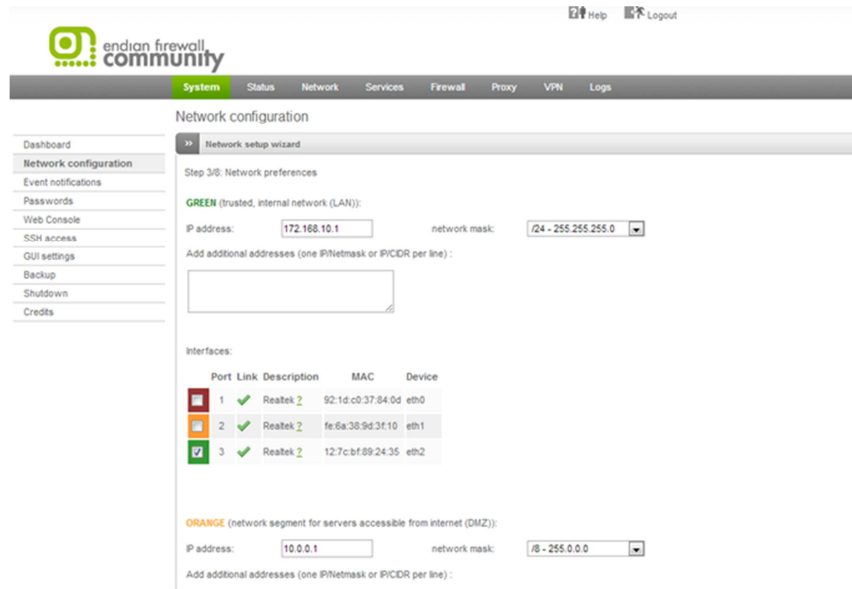 Help Logout
endian firewall
community
System Status Network Services Firewall Proxy VPN Logs
Network configuration
Dashboard
Network configuration
Event notifications
Passwords
Web Console
SSH access
GUI settings
Backup
Shutdown
Credits
» Network setup wizard
Step 3/8: Network preferences
GREEN (trusted, internal network (LAN)):
IP address: 172.168.10.1 network mask: /24 - 255.255.255.0
Add additional addresses (one IP/Netmask or IP/CIDR per line) :
Interfaces:
Port Link Description MAC Device
1 Realtek ? 92:1d:c0:37:84:0d eth0
2 Realtek ? fe:6a:38:9d:3f:10 eth1
3 Realtek ? 12:7c:bf:89:24:35 eth2
ORANGE (network segment for servers accessible from internet (DMZ)):
IP address: 10.0.0.1 network mask: /8 - 255.0.0.0
Add additional addresses (one IP/Netmask or IP/CIDR per line) :